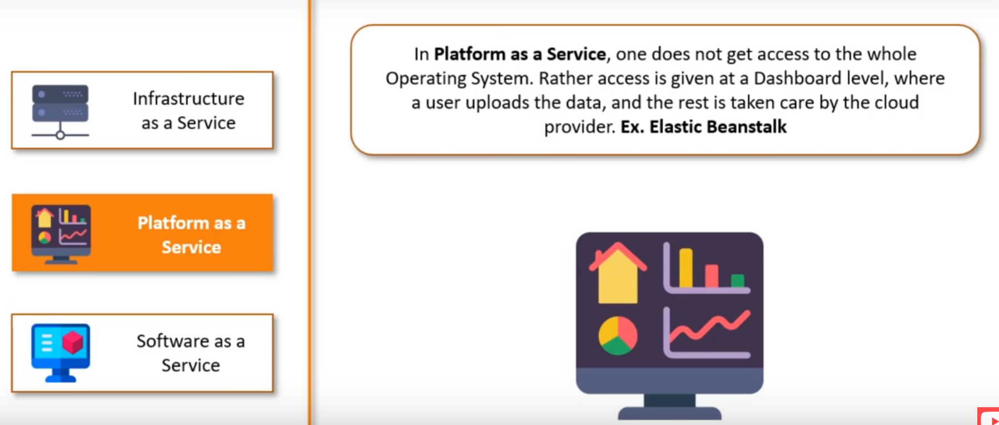 Infrastructure
as a Service
Platform as a
Service
Software as a
Service
In Platform as a Service, one does not get access to the whole
Operating System. Rather access is given at a Dashboard level, where
a user uploads the data, and the rest is taken care by the cloud
provider. Ex. Elastic Beanstalk